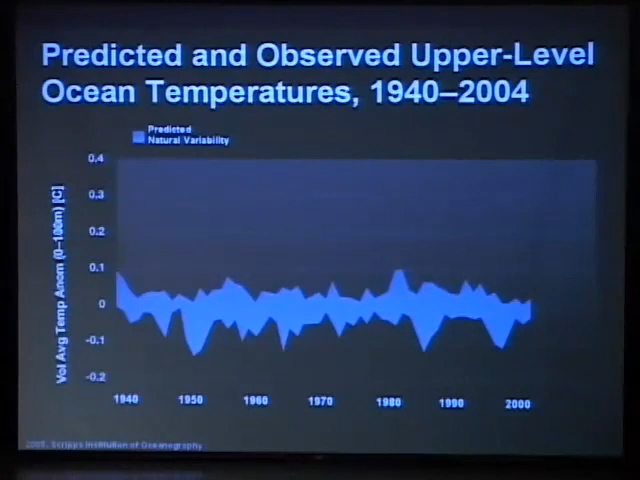 Predicted and Observed Upper-Level
Ocean Temperatures, 1940–2004
Predicted
Natural Variability
0.4
0.3
0.2
0.1
0
-0.1
-0.2
Vol Avg Temp Anom (0–100m) [C]
1940
1950
1960
1970
1980
1990
2000
2005, Scripps Institution of Oceanography